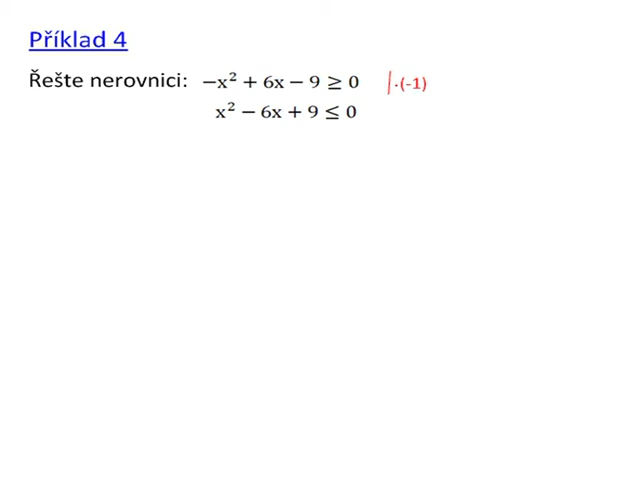 Příklad 4
Řešte nerovnici: −x² + 6x − 9 ≥ 0 |·(-1)
x² − 6x + 9 ≤ 0